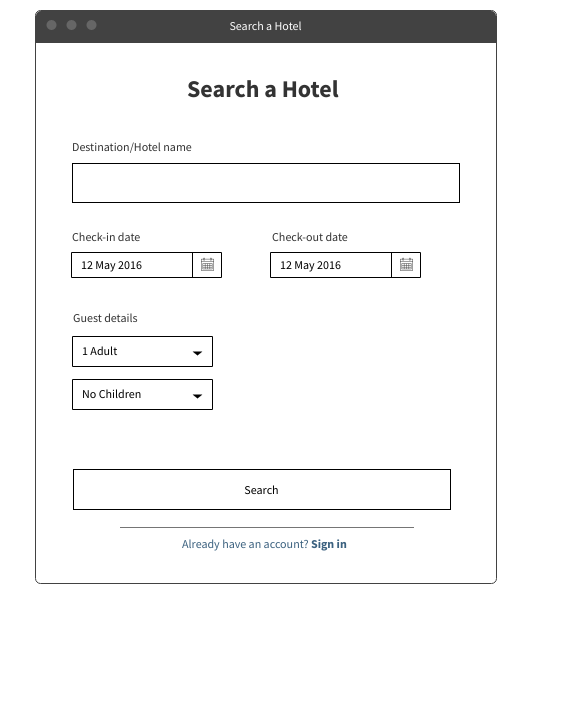 Search a Hotel
Search a Hotel
Destination/Hotel name
Check-in date Check-out date
12 May 2016 12 May 2016
Guest details
1 Adult
No Children
Search
Already have an account? Sign in